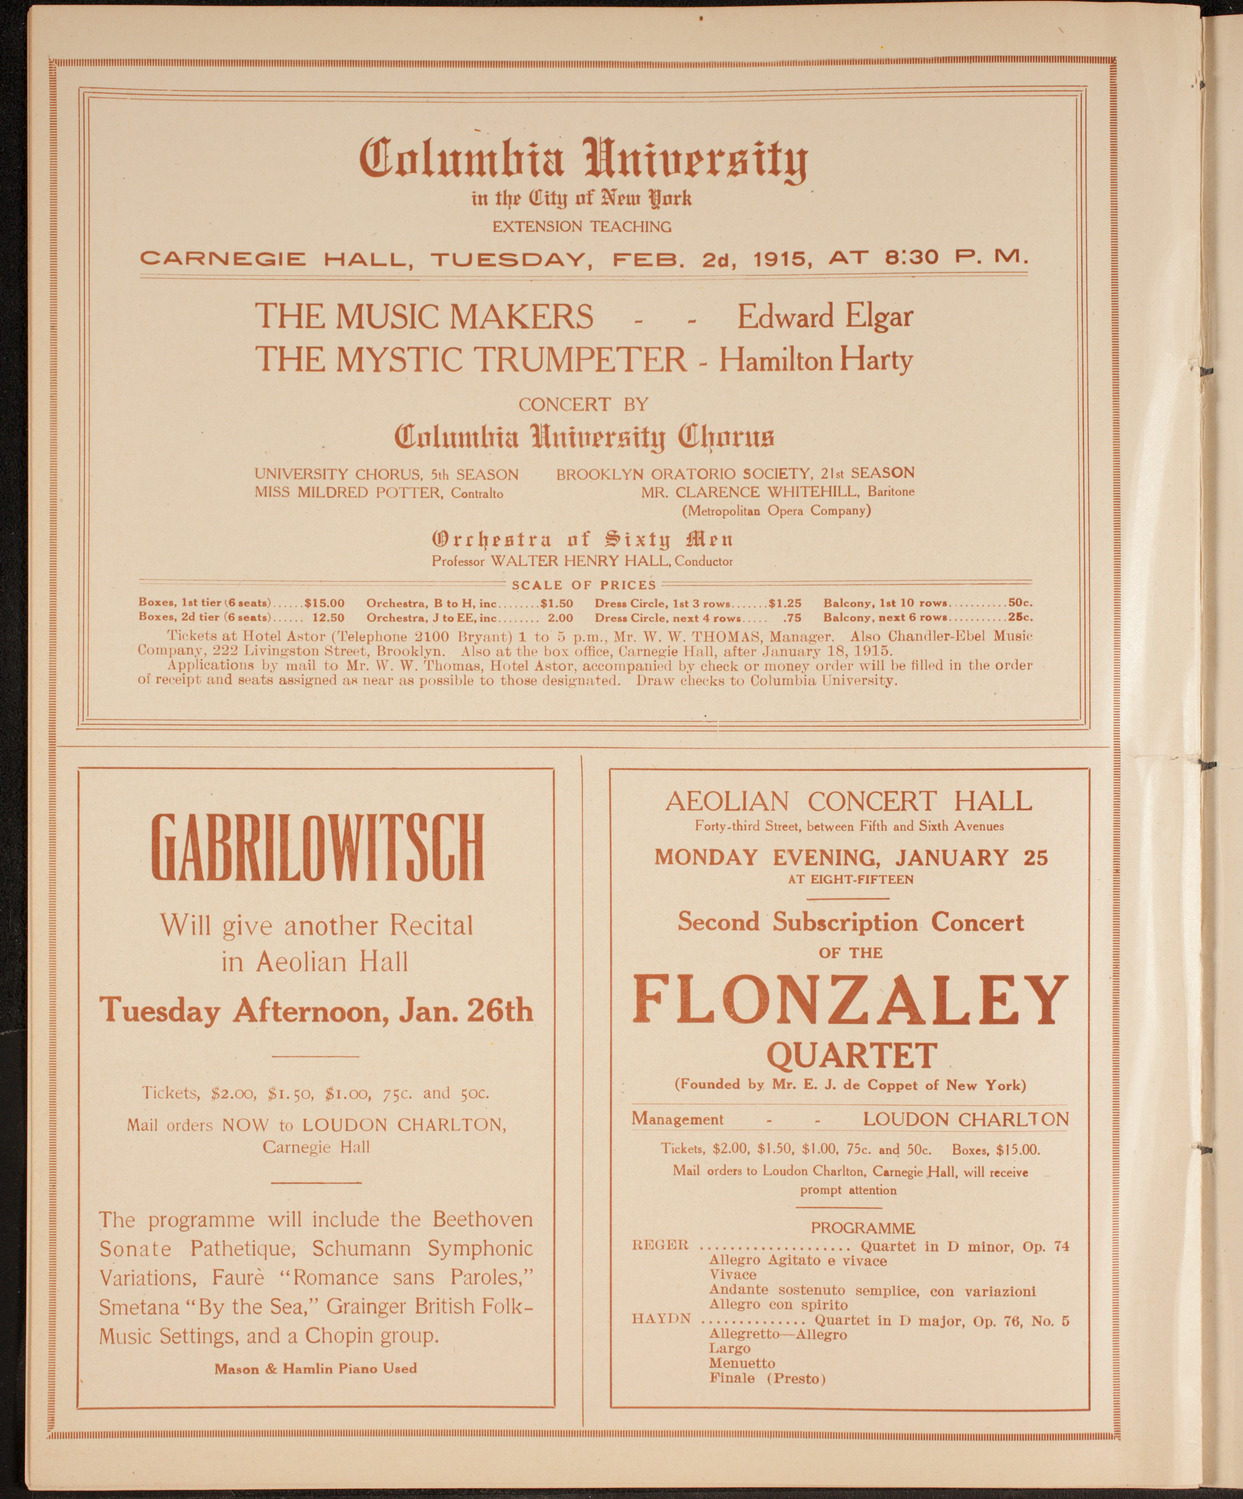 Columbia University
in the City of New York
EXTENSION TEACHING
CARNEGIE HALL, TUESDAY, FEB. 2d, 1915, AT 8:30 P. M.
THE MUSIC MAKERS - - Edward Elgar
THE MYSTIC TRUMPETER - Hamilton Harty
CONCERT BY
Columbia University Chorus
UNIVERSITY CHORUS, 5th SEASON BROOKLYN ORATORIO SOCIETY, 21st SEASON
MISS MILDRED POTTER, Contralto MR. CLARENCE WHITEHILL, Baritone
(Metropolitan Opera Company)
Orchestra of Sixty Men
Professor WALTER HENRY HALL, Conductor
SCALE OF PRICES
Boxes, 1st tier (6 seats)......$15.00 Orchestra, B to H, inc........$1.50 Dress Circle, 1st 3 rows.......$1.25 Balcony, 1st 10 rows...........50c.
Boxes, 2d tier (6 seats)...... 12.50 Orchestra, J to EE, inc........ 2.00 Dress Circle, next 4 rows..... .75 Balcony, next 6 rows...........25c.
Tickets at Hotel Astor (Telephone 2100 Bryant) 1 to 5 p.m., Mr. W. W. THOMAS, Manager. Also Chandler-Ebel Music
Company, 222 Livingston Street, Brooklyn. Also at the box office, Carnegie Hall, after January 18, 1915.
Applications by mail to Mr. W. W. Thomas, Hotel Astor, accompanied by check or money order will be filled in the order
of receipt and seats assigned as near as possible to those designated. Draw checks to Columbia University.
GABRILOWITSCH
Will give another Recital
in Aeolian Hall
Tuesday Afternoon, Jan. 26th
Tickets, $2.00, $1.50, $1.00, 75c. and 50c.
Mail orders NOW to LOUDON CHARLTON,
Carnegie Hall
The programme will include the Beethoven
Sonate Pathetique, Schumann Symphonic
Variations, Faurè "Romance sans Paroles,"
Smetana "By the Sea," Grainger British Folk-
Music Settings, and a Chopin group.
Mason & Hamlin Piano Used
AEOLIAN CONCERT HALL
Forty-third Street, between Fifth and Sixth Avenues
MONDAY EVENING, JANUARY 25
AT EIGHT-FIFTEEN
Second Subscription Concert
OF THE
FLONZALEY
QUARTET
(Founded by Mr. E. J. de Coppet of New York)
Management - - LOUDON CHARLTON
Tickets, $2.00, $1.50, $1.00, 75c. and 50c. Boxes, $15.00.
Mail orders to Loudon Charlton, Carnegie Hall, will receive
prompt attention
PROGRAMME
REGER .................... Quartet in D minor, Op. 74
Allegro Agitato e vivace
Vivace
Andante sostenuto semplice, con variazioni
Allegro con spirito
HAYDN .............. Quartet in D major, Op. 76, No. 5
Allegretto—Allegro
Largo
Menuetto
Finale (Presto)